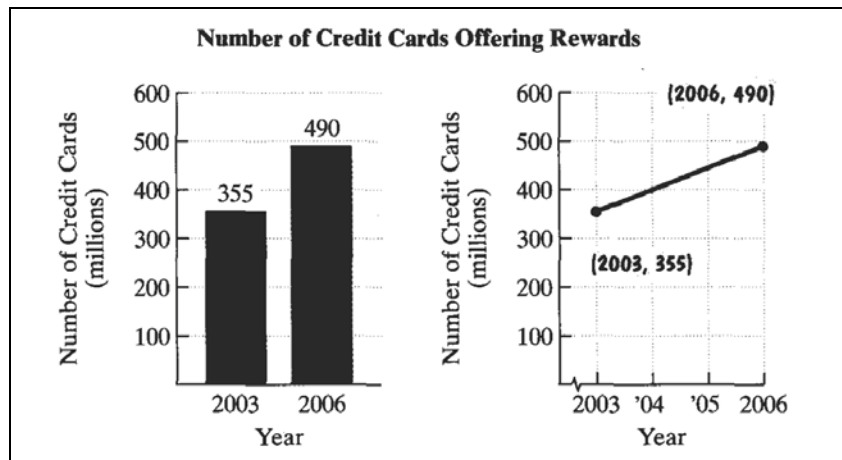 Number of Credit Cards Offering Rewards
Number of Credit Cards
(millions)
600
500
400
300
200
100
355
490
2003 2006
Year
Number of Credit Cards
(millions)
600
500
400
300
200
100
(2006, 490)
(2003, 355)
2003 '04 '05 2006
Year